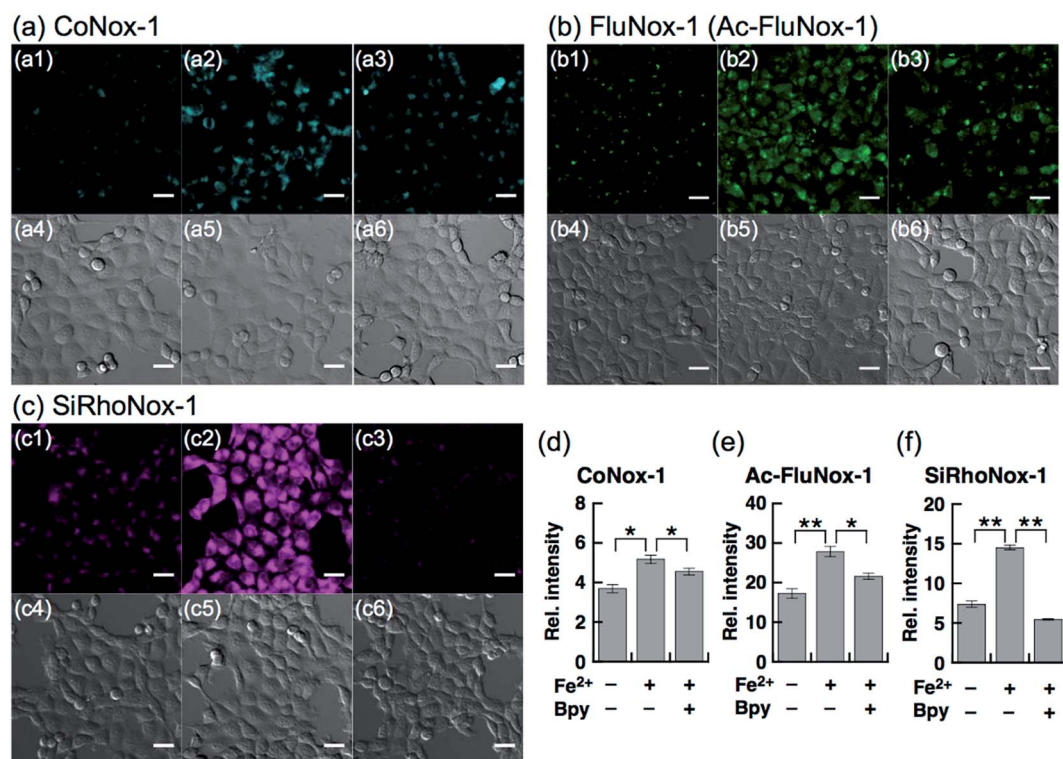 (a) CoNox-1
(a1) (a2) (a3)
(a4) (a5) (a6)
(b) FluNox-1 (Ac-FluNox-1)
(b1) (b2) (b3)
(b4) (b5) (b6)
(c) SiRhoNox-1
(c1) (c2) (c3)
(c4) (c5) (c6)
(d)
CoNox-1
Rel. intensity
8
6
4
2
0
* *
Fe²⁺ – + +
Bpy – – +
(e)
Ac-FluNox-1
Rel. intensity
40
30
20
10
0
** *
Fe²⁺ – + +
Bpy – – +
(f)
SiRhoNox-1
Rel. intensity
20
15
10
5
0
** **
Fe²⁺ – + +
Bpy – – +